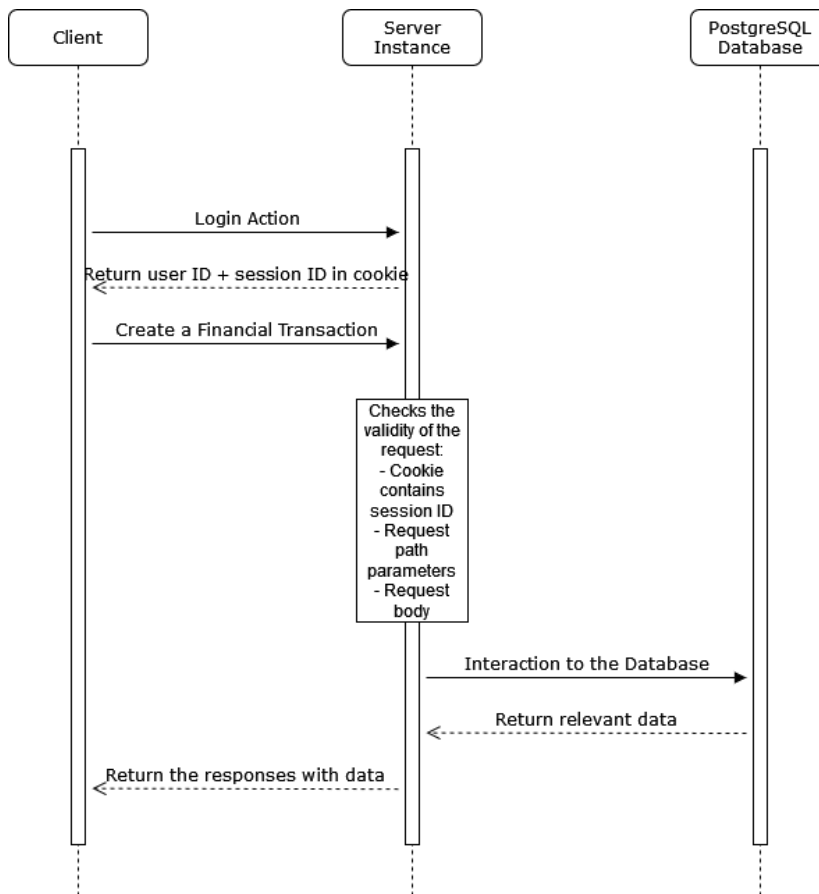 Client
Server
Instance
PostgreSQL
Database
Login Action
Return user ID + session ID in cookie
Create a Financial Transaction
Checks the
validity of the
request:
- Cookie
contains
session ID
- Request
path
parameters
- Request
body
Interaction to the Database
Return relevant data
Return the responses with data